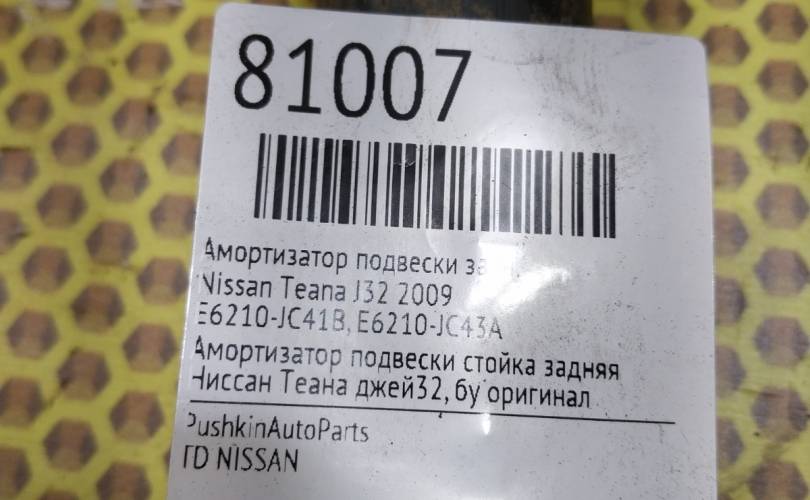 81007
Амортизатор подвески
Nissan Teana J32 2009
E6210-JC41B, E6210-JC43A
Амортизатор подвески стойка задняя
Ниссан Теана джей32, бу оригинал
PushkinAutoParts
TD NISSAN